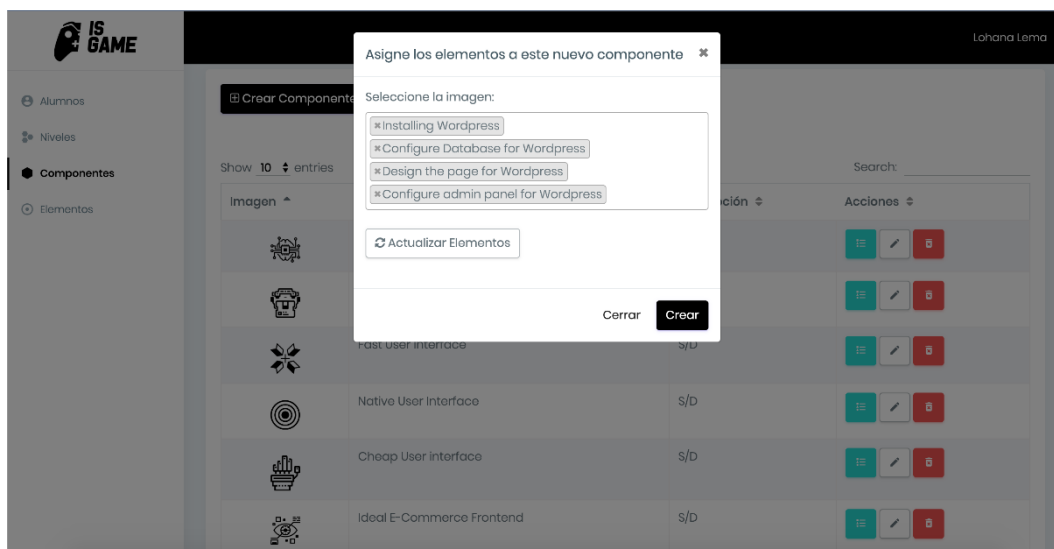 IS
GAME
Lohana Lema
Asigne los elementos a este nuevo componente ×
Alumnos
Niveles
Componentes
Elementos
Crear Componente
Seleccione la imagen:
×Installing Wordpress
×Configure Database for Wordpress
×Design the page for Wordpress
×Configure admin panel for Wordpress
Actualizar Elementos
Cerrar Crear
Show 10 entries
Search:
Imagen ción Acciones
Fast User Interface S/D
Native User Interface S/D
Cheap User interface S/D
Ideal E-Commerce Frontend S/D